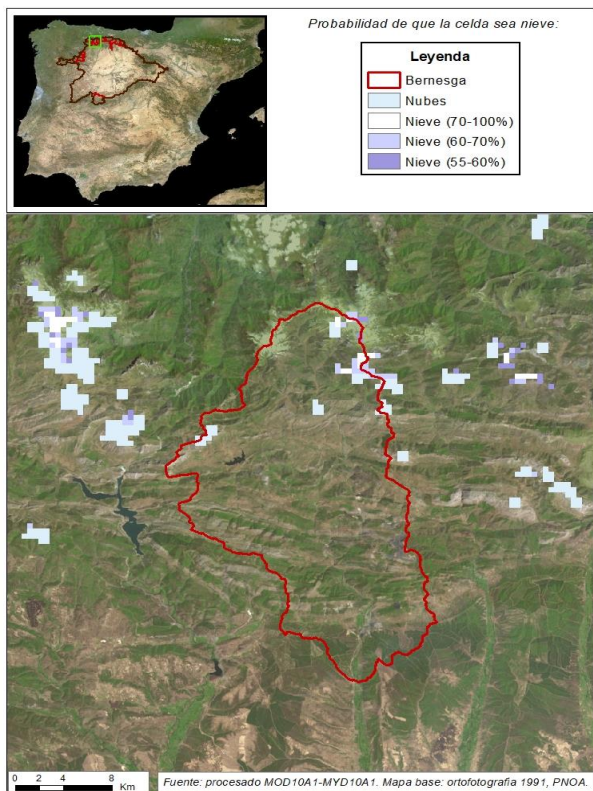 Probabilidad de que la celda sea nieve:
Leyenda
Bernesga
Nubes
Nieve (70-100%)
Nieve (60-70%)
Nieve (55-60%)
0 2 4 8
Km
Fuente: procesado MOD10A1-MYD10A1. Mapa base: ortofotografia 1991, PNOA.